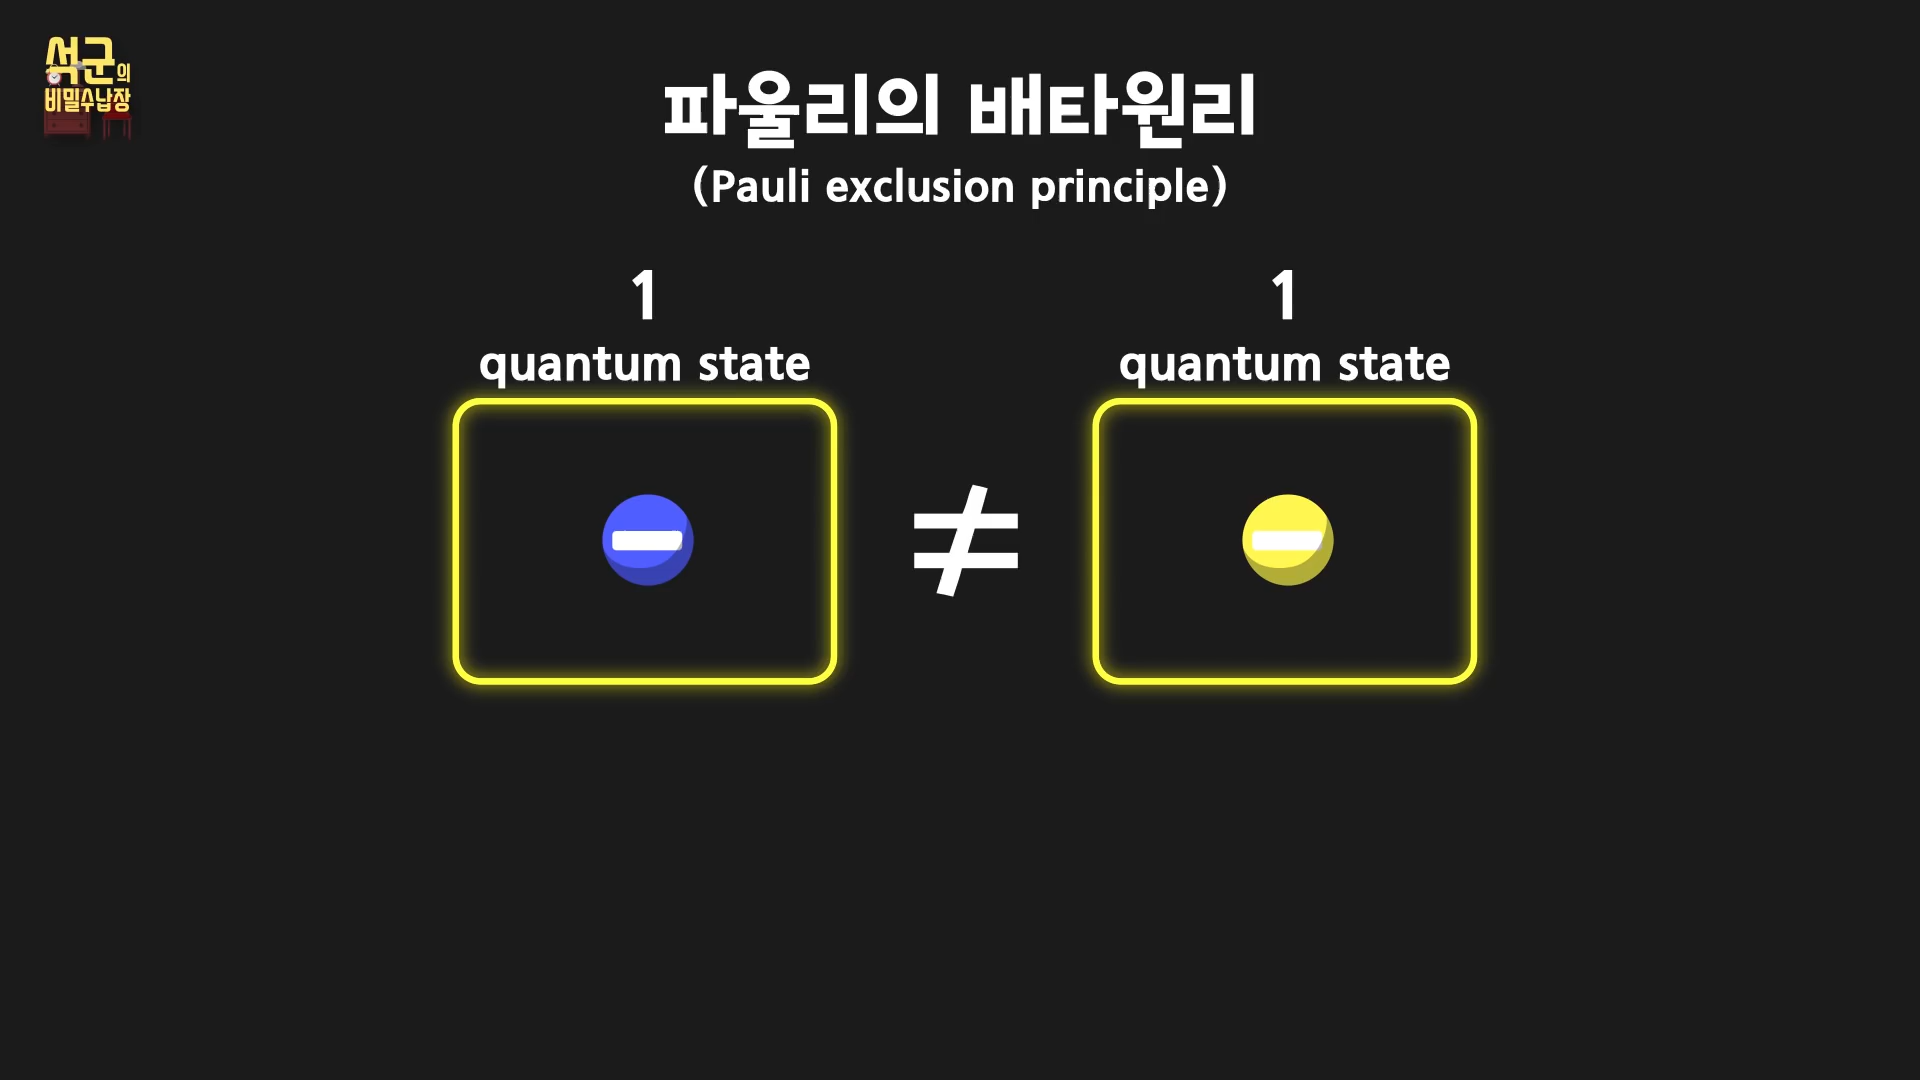 석군의
비밀수납장
파울리의 배타원리
(Pauli exclusion principle)
1
quantum state
1
quantum state
≠